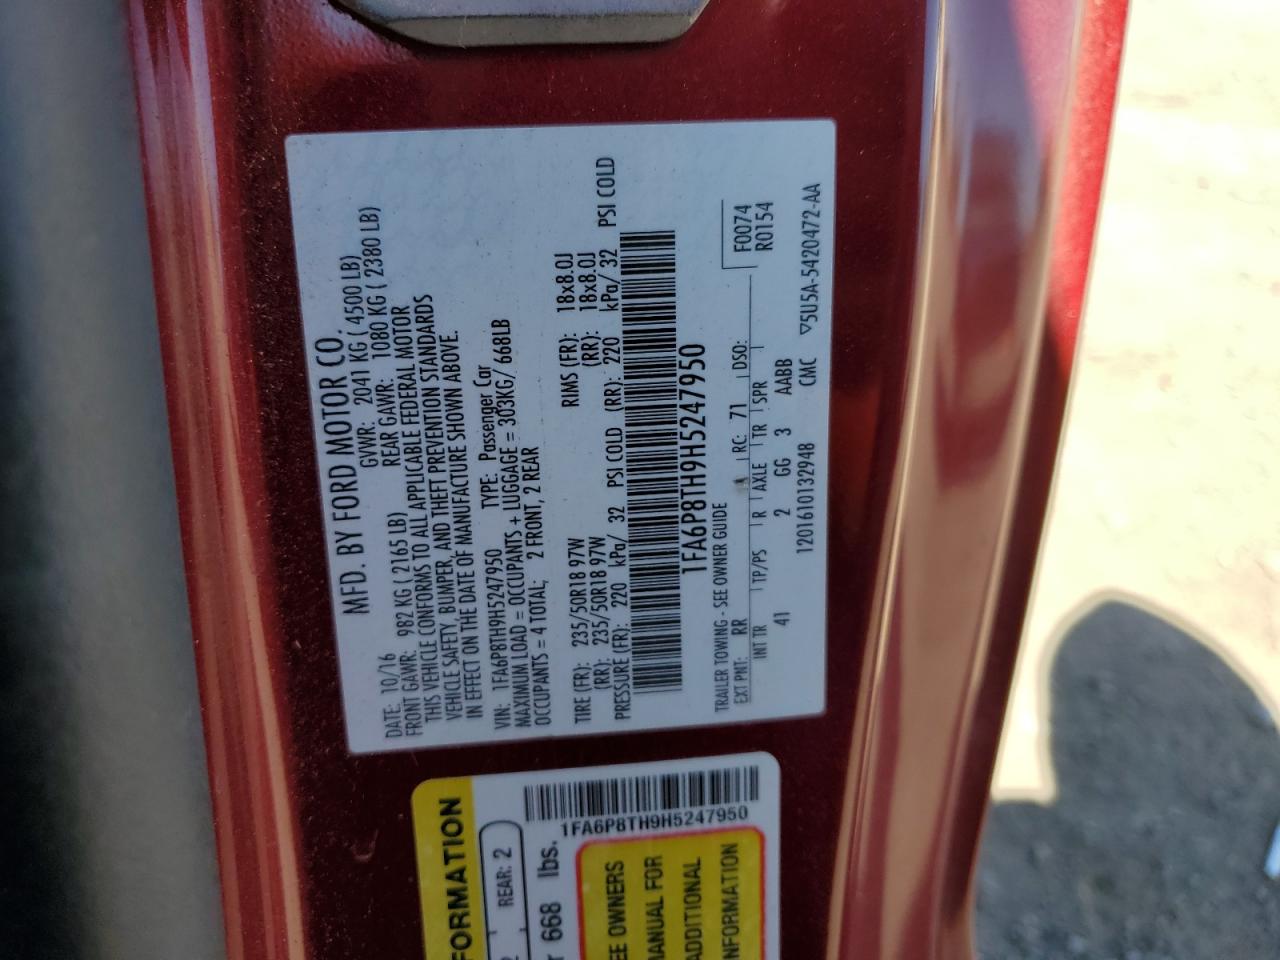 MFD. BY FORD MOTOR CO.
DATE: 10/16 GVWR: 2041 KG ( 4500 LB)
FRONT GAWR: 982 KG ( 2165 LB) REAR GAWR: 1080 KG ( 2380 LB)
THIS VEHICLE CONFORMS TO ALL APPLICABLE FEDERAL MOTOR
VEHICLE SAFETY, BUMPER, AND THEFT PREVENTION STANDARDS
IN EFFECT ON THE DATE OF MANUFACTURE SHOWN ABOVE.
VIN: 1FA6P8TH9H5247950 TYPE: Passenger Car
MAXIMUM LOAD = OCCUPANTS + LUGGAGE = 303KG/ 668LB
OCCUPANTS = 4 TOTAL; 2 FRONT, 2 REAR
TIRE (FR): 235/50R18 97W RIMS (FR): 18x8.0J
(RR): 235/50R18 97W (RR): 18x8.0J
PRESSURE (FR): 220 kPa/ 32 PSI COLD (RR): 220 kPa/ 32 PSI COLD
1FA6P8TH9H5247950
TRAILER TOWING - SEE OWNER GUIDE
EXT PNT: RR RC: 71 DSO:
F0074
R0154
INT TR TP/PS R AXLE TR SPR
41 2 GG 3 AABB
1201610132948 CMC ▽5U5A-5420472-AA
FORMATION
REAR: 2
668 lbs.
1FA6P8TH9H5247950
EE OWNERS
MANUAL FOR
ADDITIONAL
INFORMATION